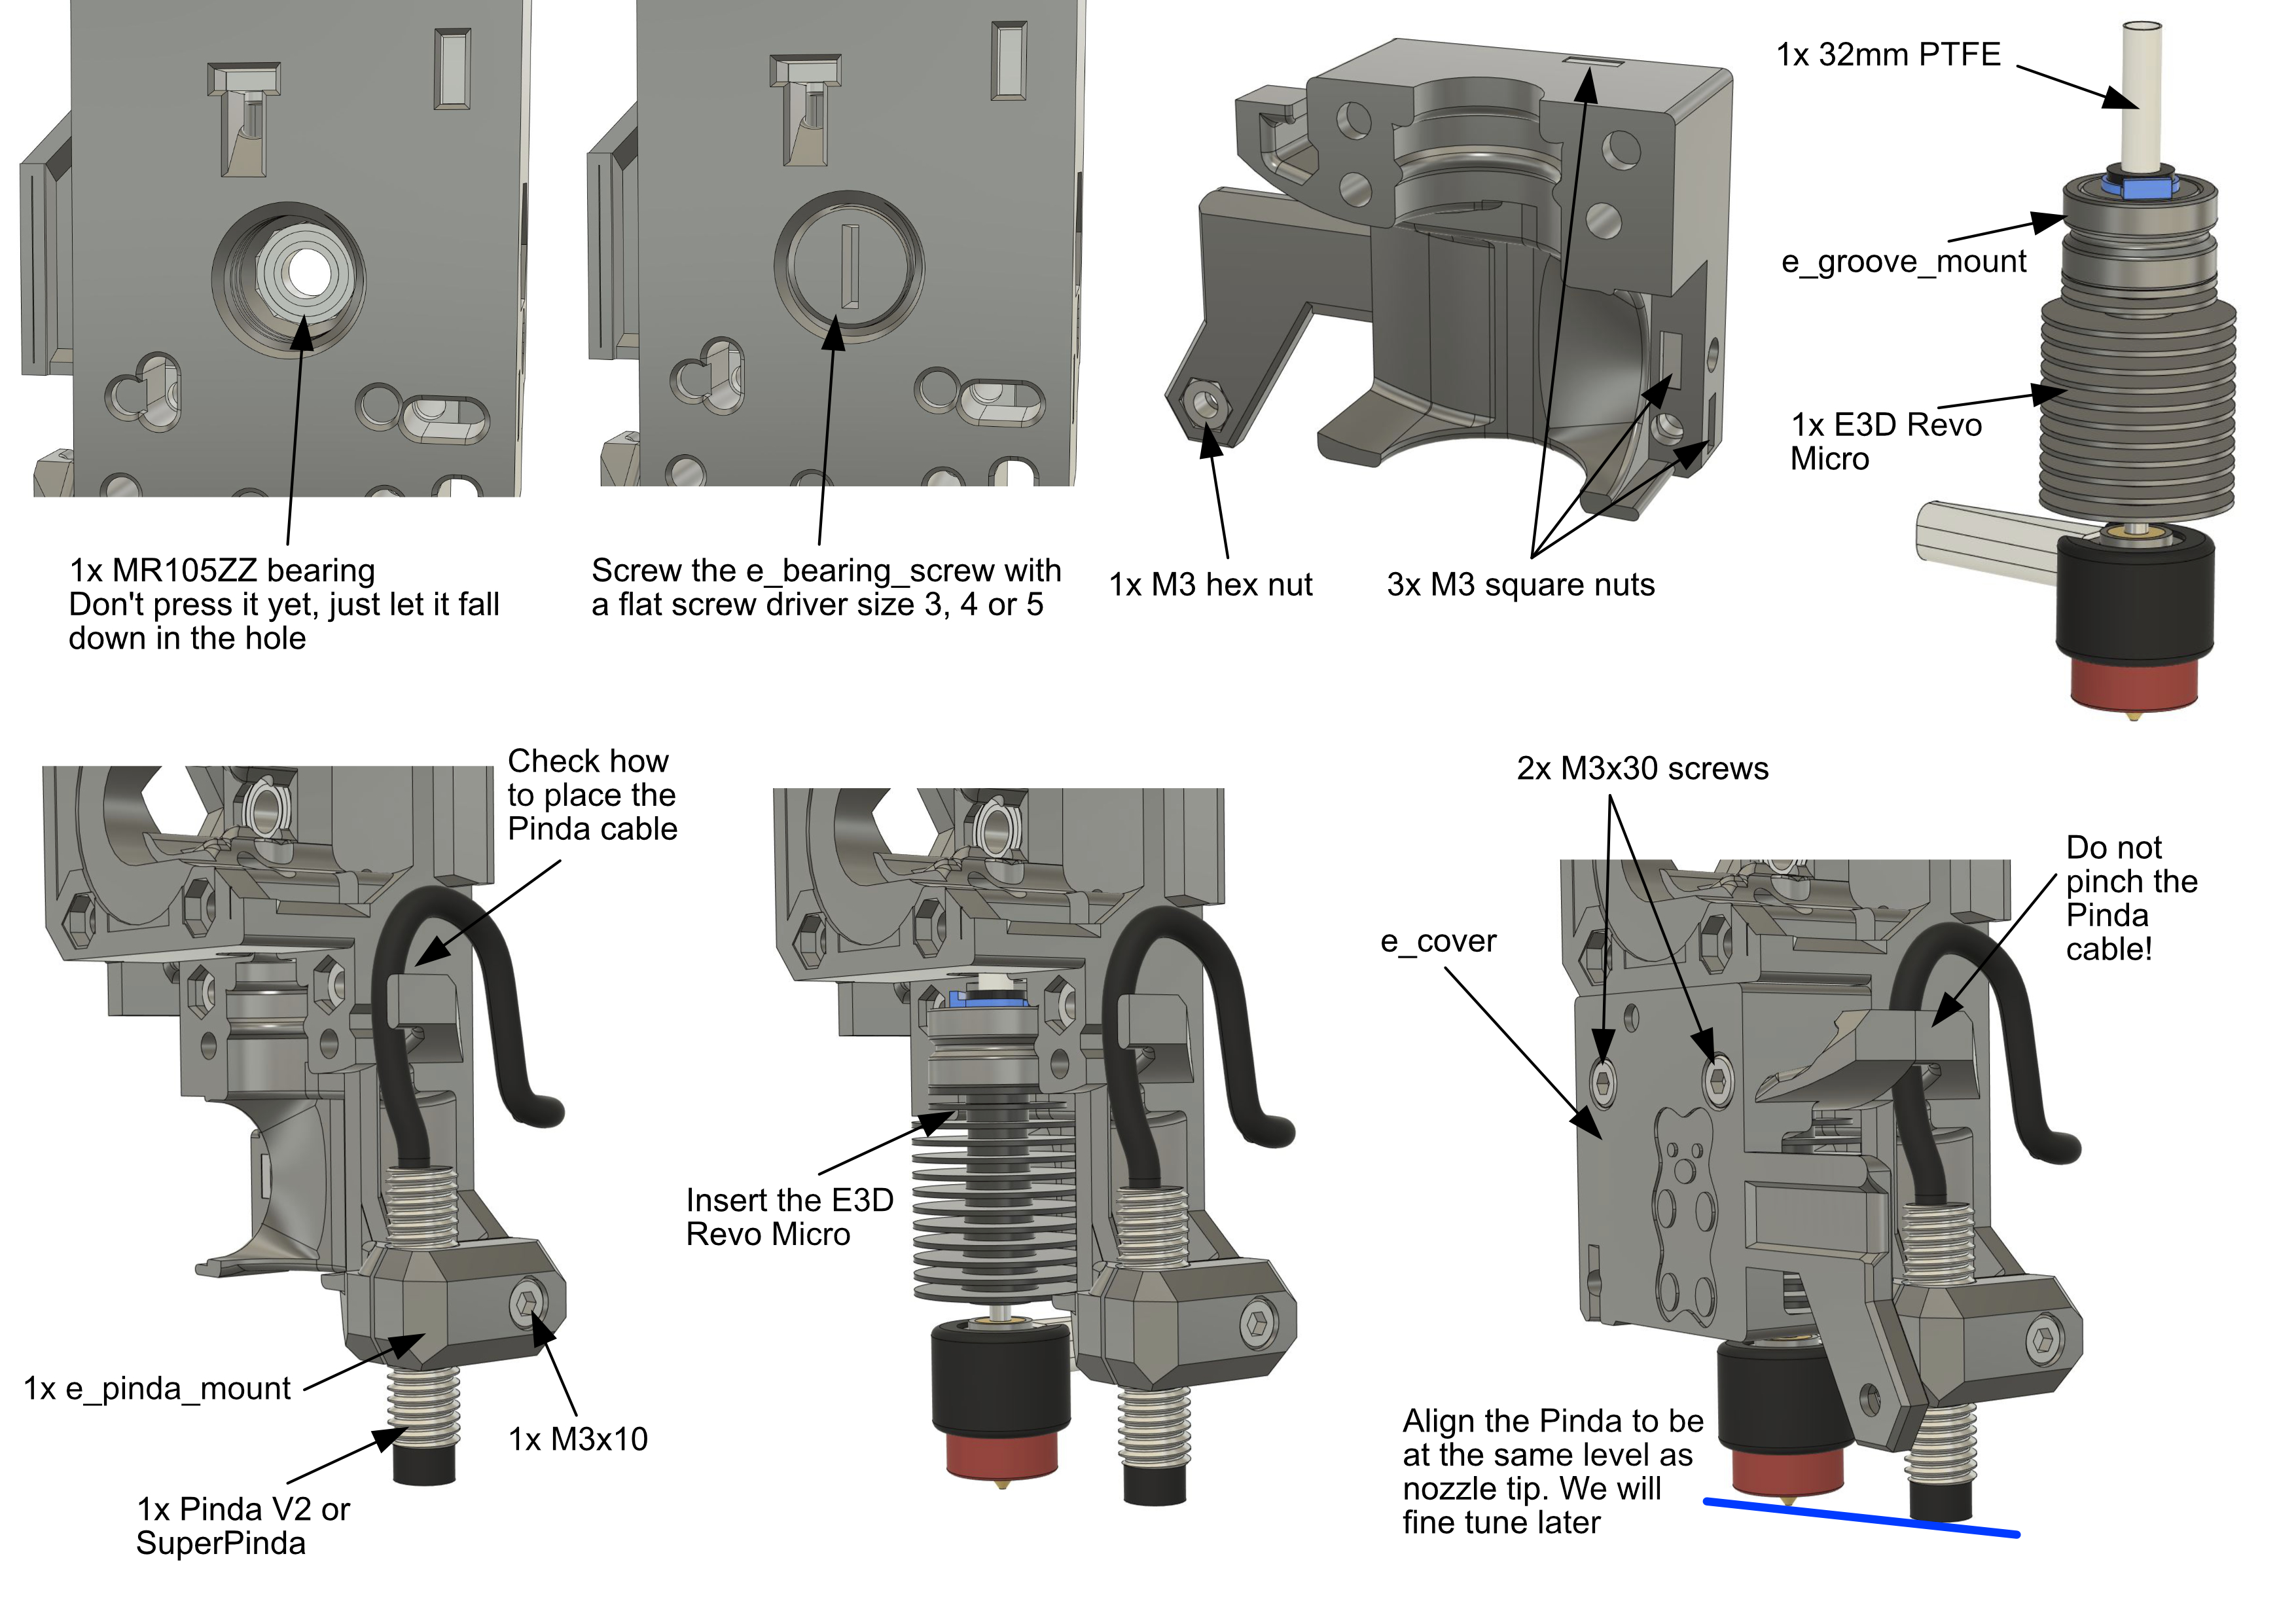 1x MR105ZZ bearing
Don't press it yet, just let it fall
down in the hole
Screw the e_bearing_screw with
a flat screw driver size 3, 4 or 5
1x M3 hex nut
3x M3 square nuts
1x 32mm PTFE
e_groove_mount
1x E3D Revo
Micro
Check how
to place the
Pinda cable
1x e_pinda_mount
1x M3x10
1x Pinda V2 or
SuperPinda
Insert the E3D
Revo Micro
2x M3x30 screws
e_cover
Do not
pinch the
Pinda
cable!
Align the Pinda to be
at the same level as
nozzle tip. We will
fine tune later